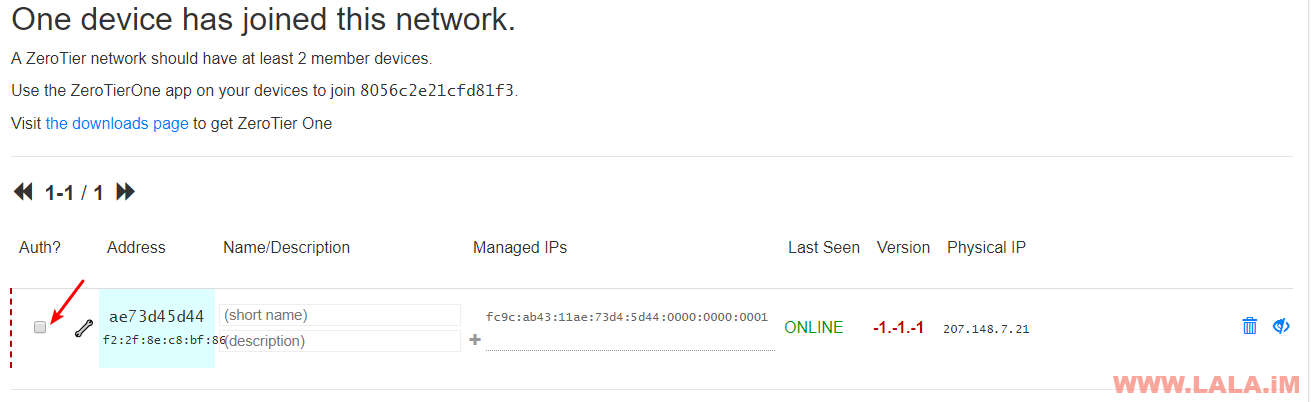 One device has joined this network.
A ZeroTier network should have at least 2 member devices.
Use the ZeroTierOne app on your devices to join 8056c2e21cfd81f3.
Visit the downloads page to get ZeroTier One
1-1 / 1
Auth? Address Name/Description Managed IPs Last Seen Version Physical IP
ae73d45d44 (short name) fc9c:ab43:11ae:73d4:5d44:0000:0000:0001
ONLINE -1.-1.-1 207.148.7.21
f2:2f:8e:c8:bf:86 (description)
WWW.LALA.iM